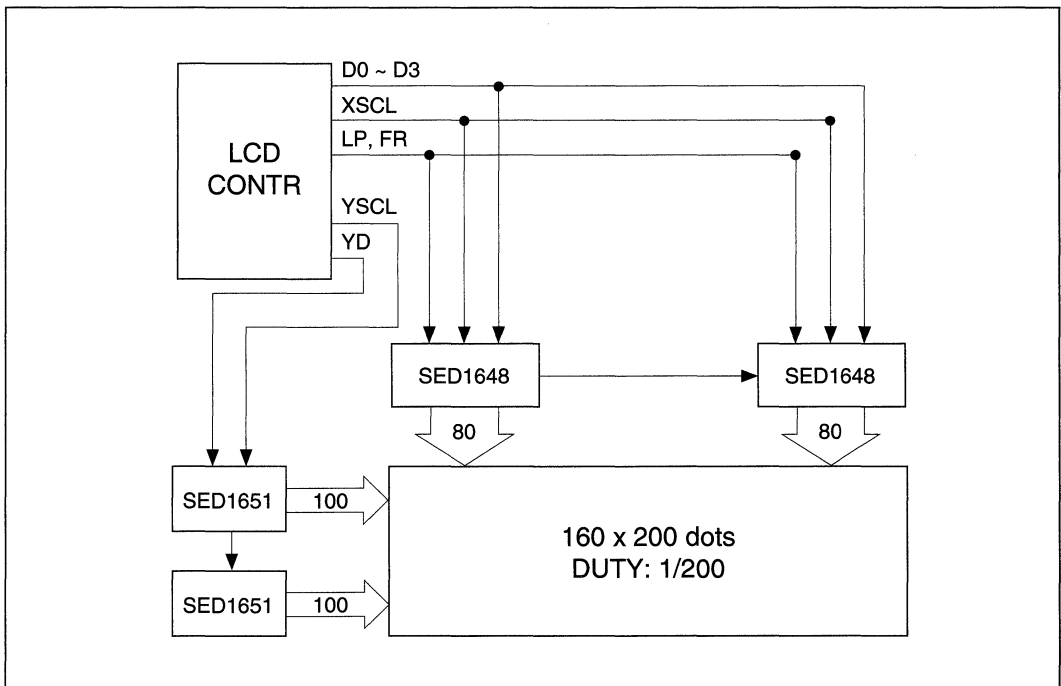 D0 ~ D3
XSCL
LP, FR
LCD
CONTR
YSCL
YD
SED1648
SED1648
80
80
SED1651
100
160 x 200 dots
DUTY: 1/200
SED1651
100